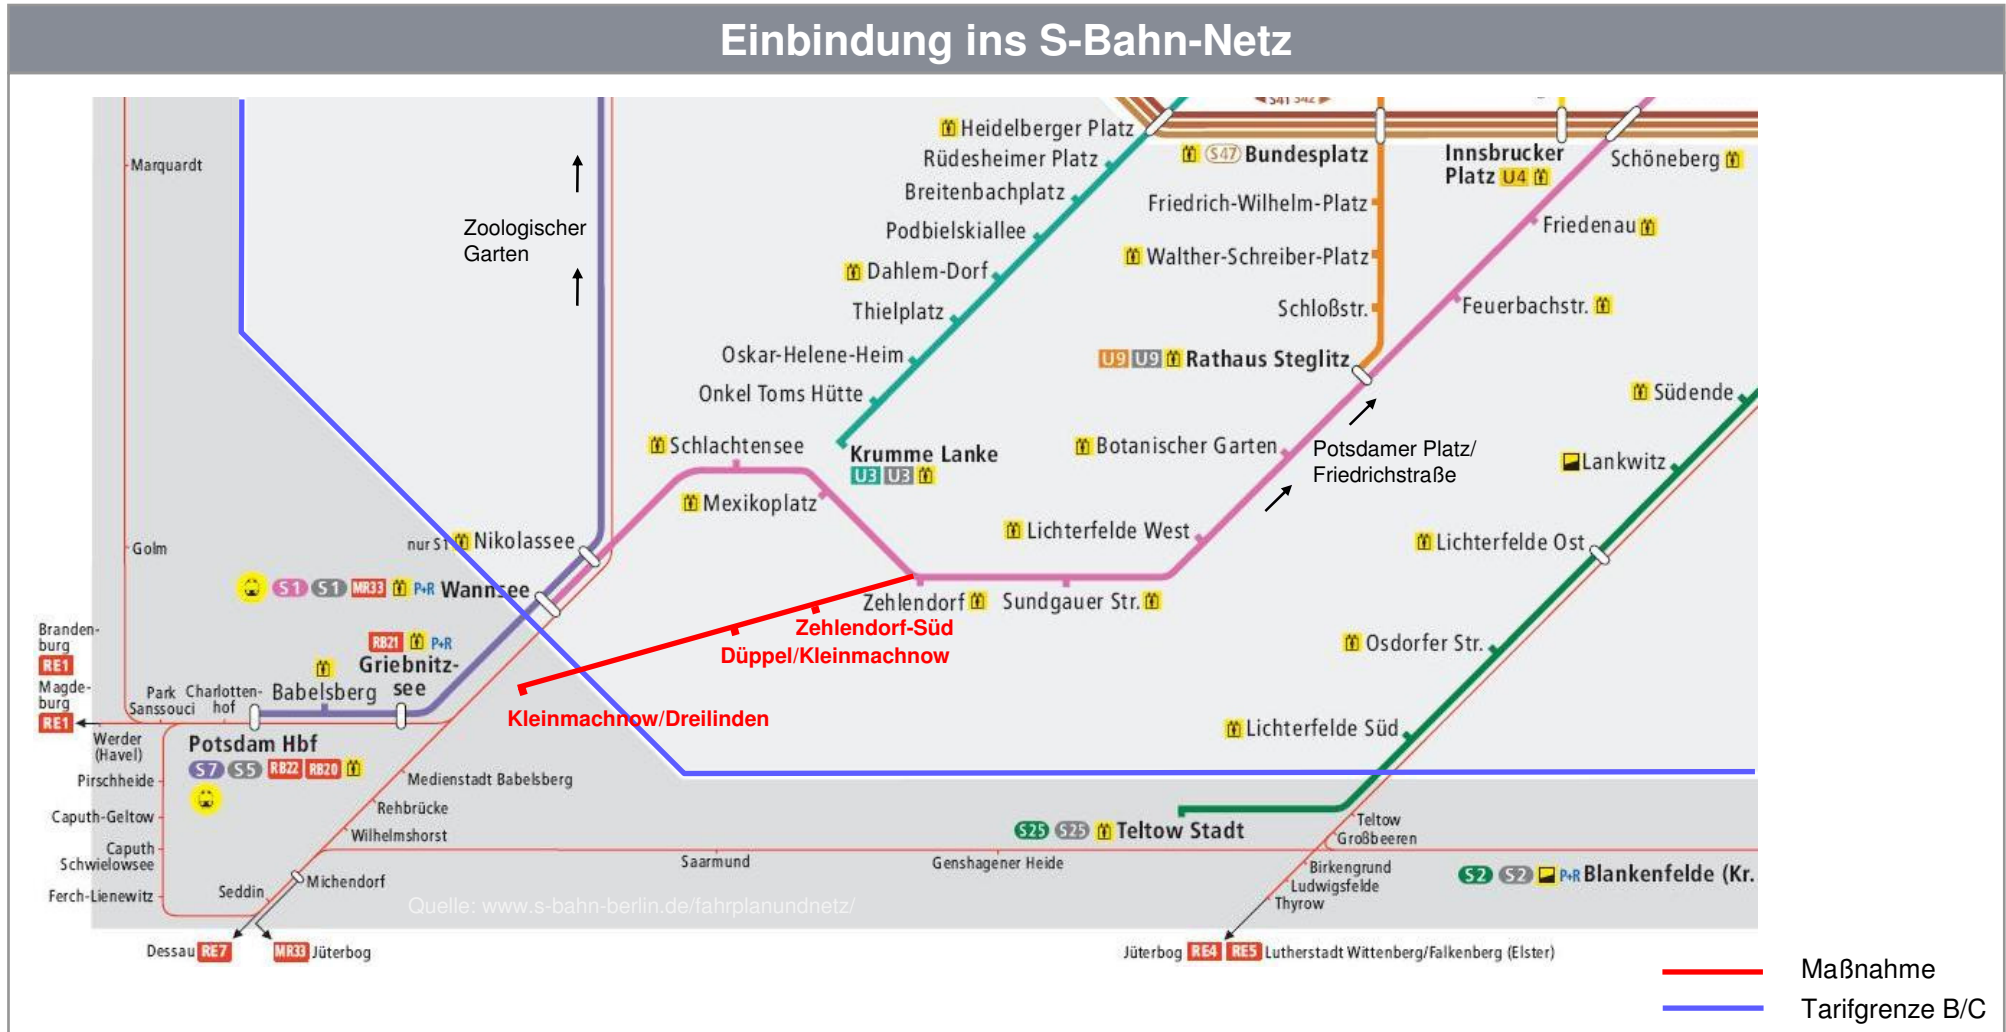 Einbindung ins S-Bahn-Netz
S41 S42
Heidelberger Platz
Rüdesheimer Platz
Breitenbachplatz
Podbielskiallee
Dahlem-Dorf
Thielplatz
Oskar-Helene-Heim
Onkel Toms Hütte
Krumme Lanke
U3 U3
S47 Bundesplatz
Friedrich-Wilhelm-Platz
Walther-Schreiber-Platz
Schloßstr.
U9 U9 Rathaus Steglitz
Innsbrucker
Platz U4
Schöneberg
Friedenau
Feuerbachstr.
Südende
Lankwitz
Lichterfelde Ost
Osdorfer Str.
Lichterfelde Süd
Botanischer Garten
Potsdamer Platz/
Friedrichstraße
Lichterfelde West
Sundgauer Str.
Zehlendorf
Mexikoplatz
Schlachtensee
Zoologischer
Garten
Marquardt
Golm
nur S1 Nikolassee
S1 S1 MR33 P+R Wannsee
RB21 P+R
Griebnitz-
see
Babelsberg
Charlotten-
hof
Park
Sanssouci
Branden-
burg
RE1
Magde-
burg
RE1
Werder
(Havel)
Potsdam Hbf
S7 S5 RB22 RB20
Pirschheide
Caputh-Geltow
Caputh
Schwielowsee
Ferch-Lienewitz
Zehlendorf-Süd
Düppel/Kleinmachnow
Kleinmachnow/Dreilinden
Medienstadt Babelsberg
Rehbrücke
Wilhelmshorst
Michendorf
Seddin
Saarmund
Genshagener Heide
S25 S25 Teltow Stadt
Teltow
Großbeeren
Birkengrund
Ludwigsfelde
Thyrow
S2 S2 P+R Blankenfelde (Kr.
Quelle: www.s-bahn-berlin.de/fahrplanundnetz/
Dessau RE7
MR33 Jüterbog
Jüterbog RE4 RE5 Lutherstadt Wittenberg/Falkenberg (Elster)
Maßnahme
Tarifgrenze B/C